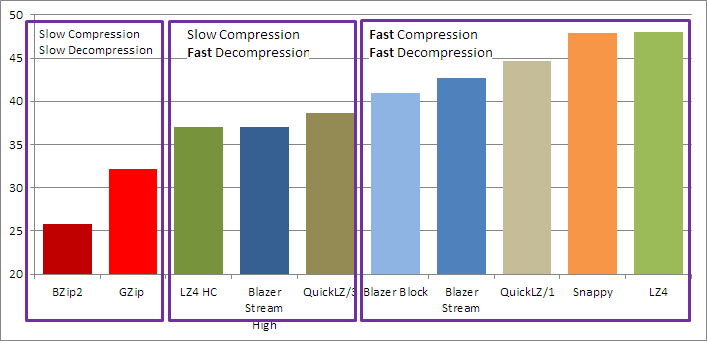 50
45
40
35
30
25
20
Slow Compression
Slow Decompression
Slow Compression
Fast Decompression
Fast Compression
Fast Decompression
BZip2
GZip
LZ4 HC
Blazer
Stream
High
QuickLZ/3
Blazer Block
Blazer
Stream
QuickLZ/1
Snappy
LZ4